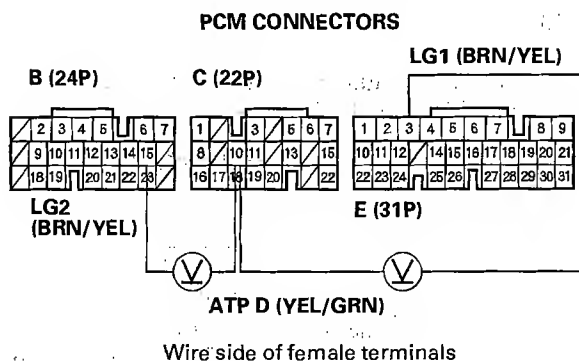 PCM CONNECTORS
LG1 (BRN/YEL)
B (24P)
C (22P)
2 3 4 5 6 7
1 3 5 6 7
1 2 3 4 5 6 7 8 9
9 10 11 12 13 14 15
8 10 13 15
10 11 12 14 15 16 17 18 19 20 21
18 19 20 21 22 23
16 17 18 19 20 22
22 23 24 25 26 27 28 29 30 31
LG2
(BRN/YEL)
E (31P)
V
V
ATP D (YEL/GRN)
Wire side of female terminals